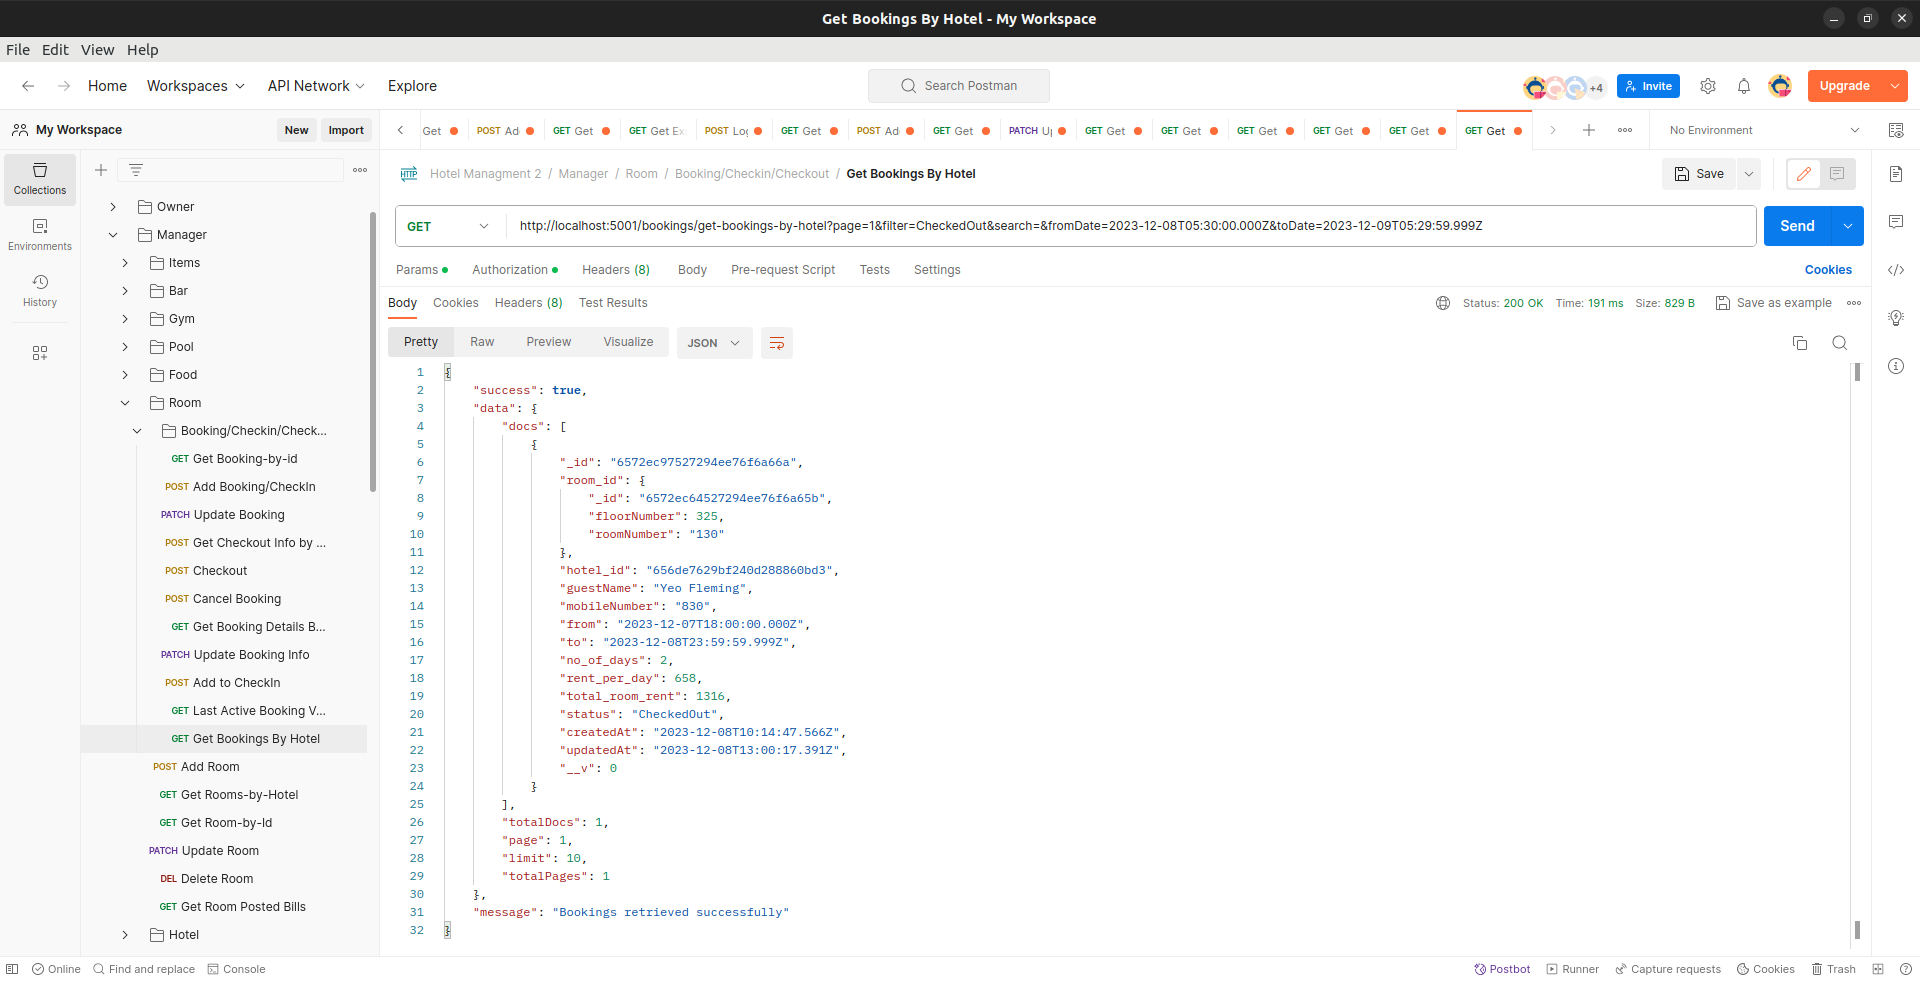 Get Bookings By Hotel - My Workspace
File Edit View Help
Home Workspaces API Network Explore
Search Postman
+4 Invite Upgrade
My Workspace New Import
Get POST Ad GET Get GET Get Ex POST Log GET Get POST Ad GET Get PATCH U GET Get GET Get GET Get GET Get GET Get GET Get
No Environment
Collections
Environments
History
Owner
Manager
Items
Bar
Gym
Pool
Food
Room
Booking/Checkin/Check...
GET Get Booking-by-id
POST Add Booking/CheckIn
PATCH Update Booking
POST Get Checkout Info by ...
POST Checkout
POST Cancel Booking
GET Get Booking Details B...
PATCH Update Booking Info
POST Add to CheckIn
GET Last Active Booking V...
GET Get Bookings By Hotel
POST Add Room
GET Get Rooms-by-Hotel
GET Get Room-by-Id
PATCH Update Room
DEL Delete Room
GET Get Room Posted Bills
Hotel
HTTP Hotel Managment 2 / Manager / Room / Booking/Checkin/Checkout / Get Bookings By Hotel
Save
GET http://localhost:5001/bookings/get-bookings-by-hotel?page=1&filter=CheckedOut&search=&fromDate=2023-12-08T05:30:00.000Z&toDate=2023-12-09T05:29:59.999Z
Send
Params Authorization Headers (8) Body Pre-request Script Tests Settings Cookies
Body Cookies Headers (8) Test Results
Status: 200 OK Time: 191 ms Size: 829 B Save as example
Pretty Raw Preview Visualize JSON
1 {
2 "success": true,
3 "data": {
4 "docs": [
5 {
6 "_id": "6572ec97527294ee76f6a66a",
7 "room_id": {
8 "_id": "6572ec64527294ee76f6a65b",
9 "floorNumber": 325,
10 "roomNumber": "130"
11 },
12 "hotel_id": "656de7629bf240d288860bd3",
13 "guestName": "Yeo Fleming",
14 "mobileNumber": "830",
15 "from": "2023-12-07T18:00:00.000Z",
16 "to": "2023-12-08T23:59:59.999Z",
17 "no_of_days": 2,
18 "rent_per_day": 658,
19 "total_room_rent": 1316,
20 "status": "CheckedOut",
21 "createdAt": "2023-12-08T10:14:47.566Z",
22 "updatedAt": "2023-12-08T13:00:17.391Z",
23 "__v": 0
24 }
25 ],
26 "totalDocs": 1,
27 "page": 1,
28 "limit": 10,
29 "totalPages": 1
30 },
31 "message": "Bookings retrieved successfully"
32 }
Online Find and replace Console
Postbot Runner Capture requests Cookies Trash